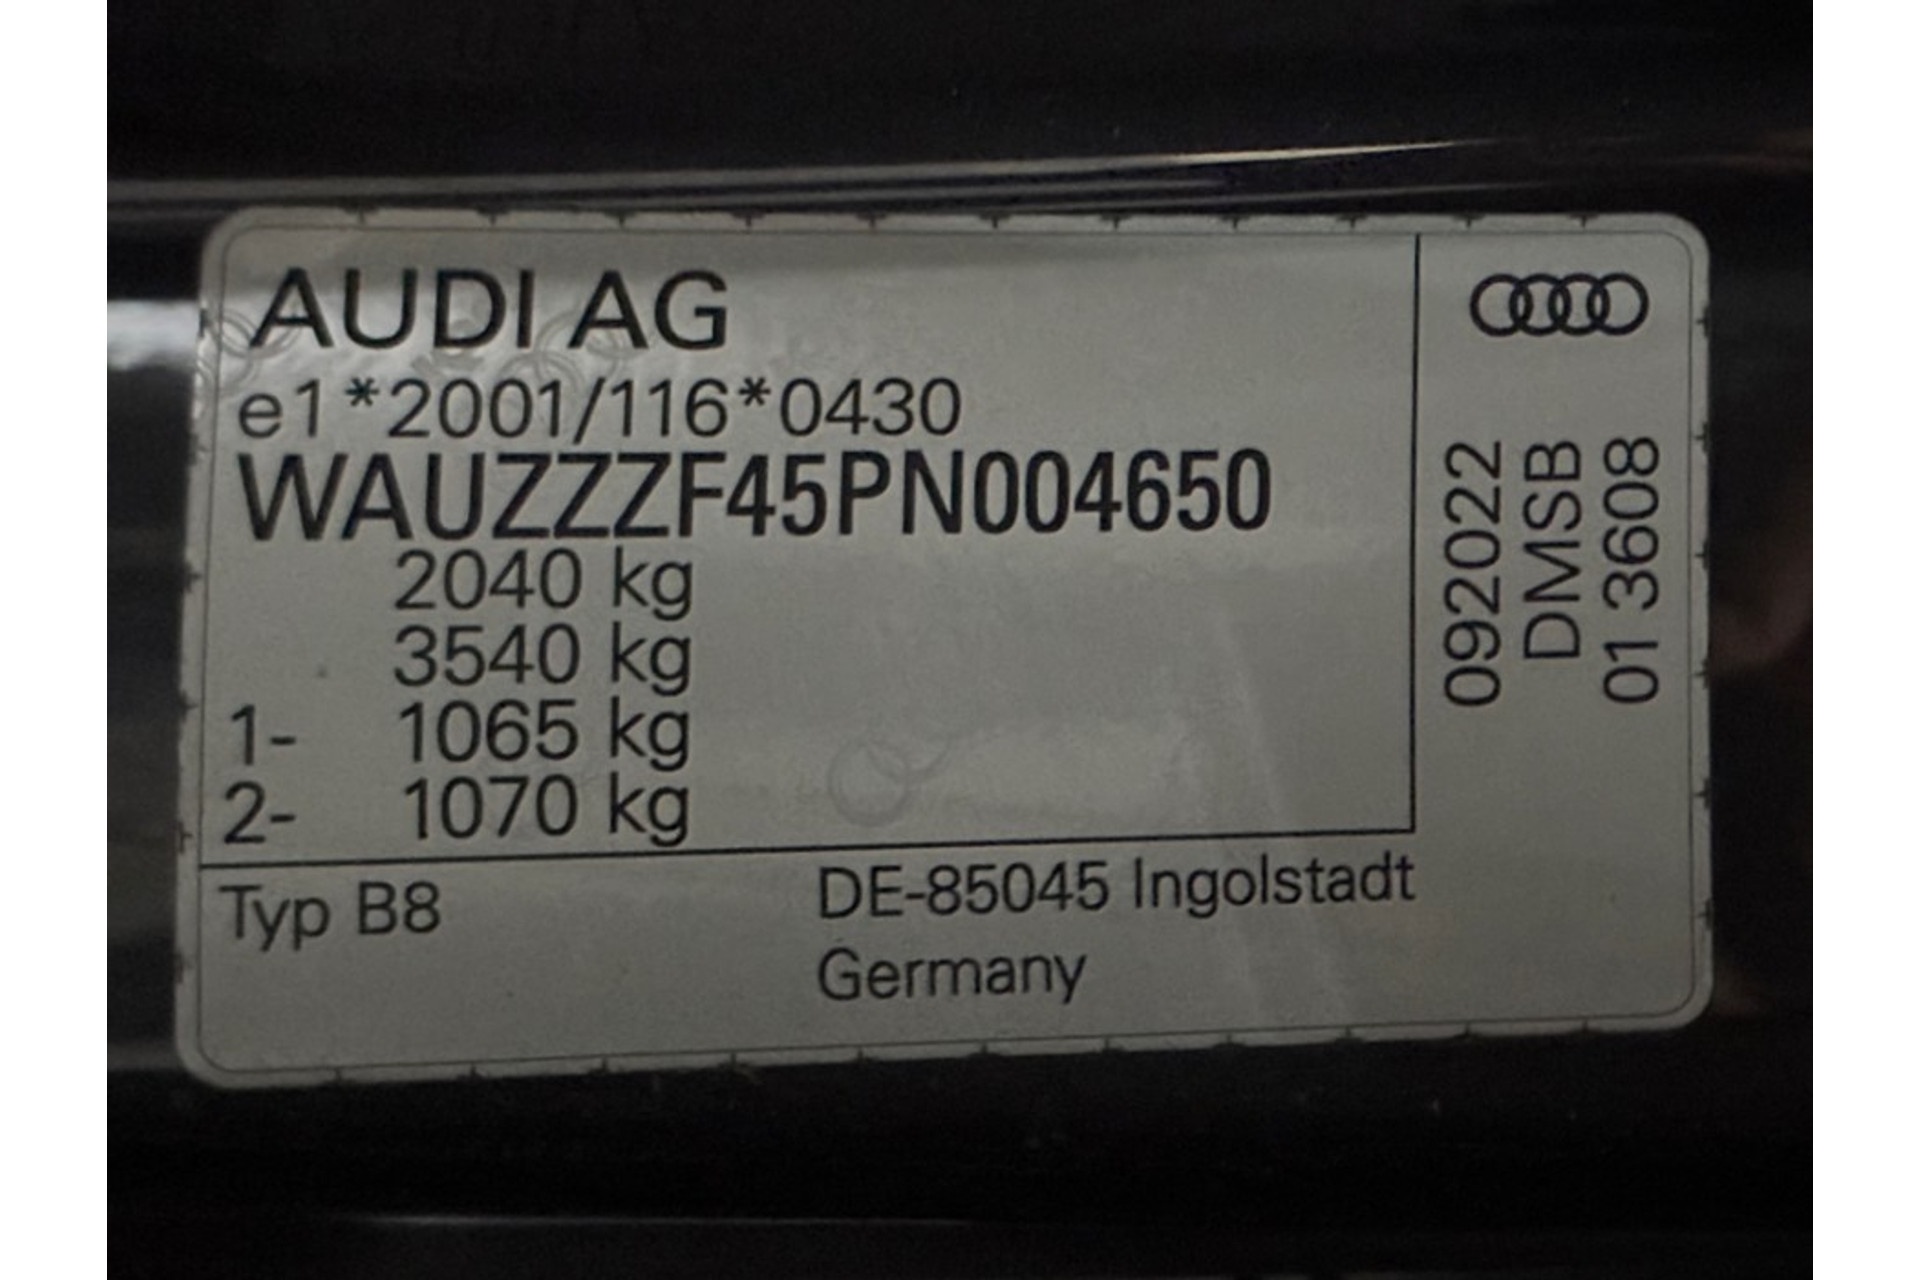 AUDI AG
e1*2001/116*0430
WAUZZZF45PN004650
2040 kg
3540 kg
1- 1065 kg
2- 1070 kg
Typ B8
DE-85045 Ingolstadt
Germany
092022
DMSB
01 3608